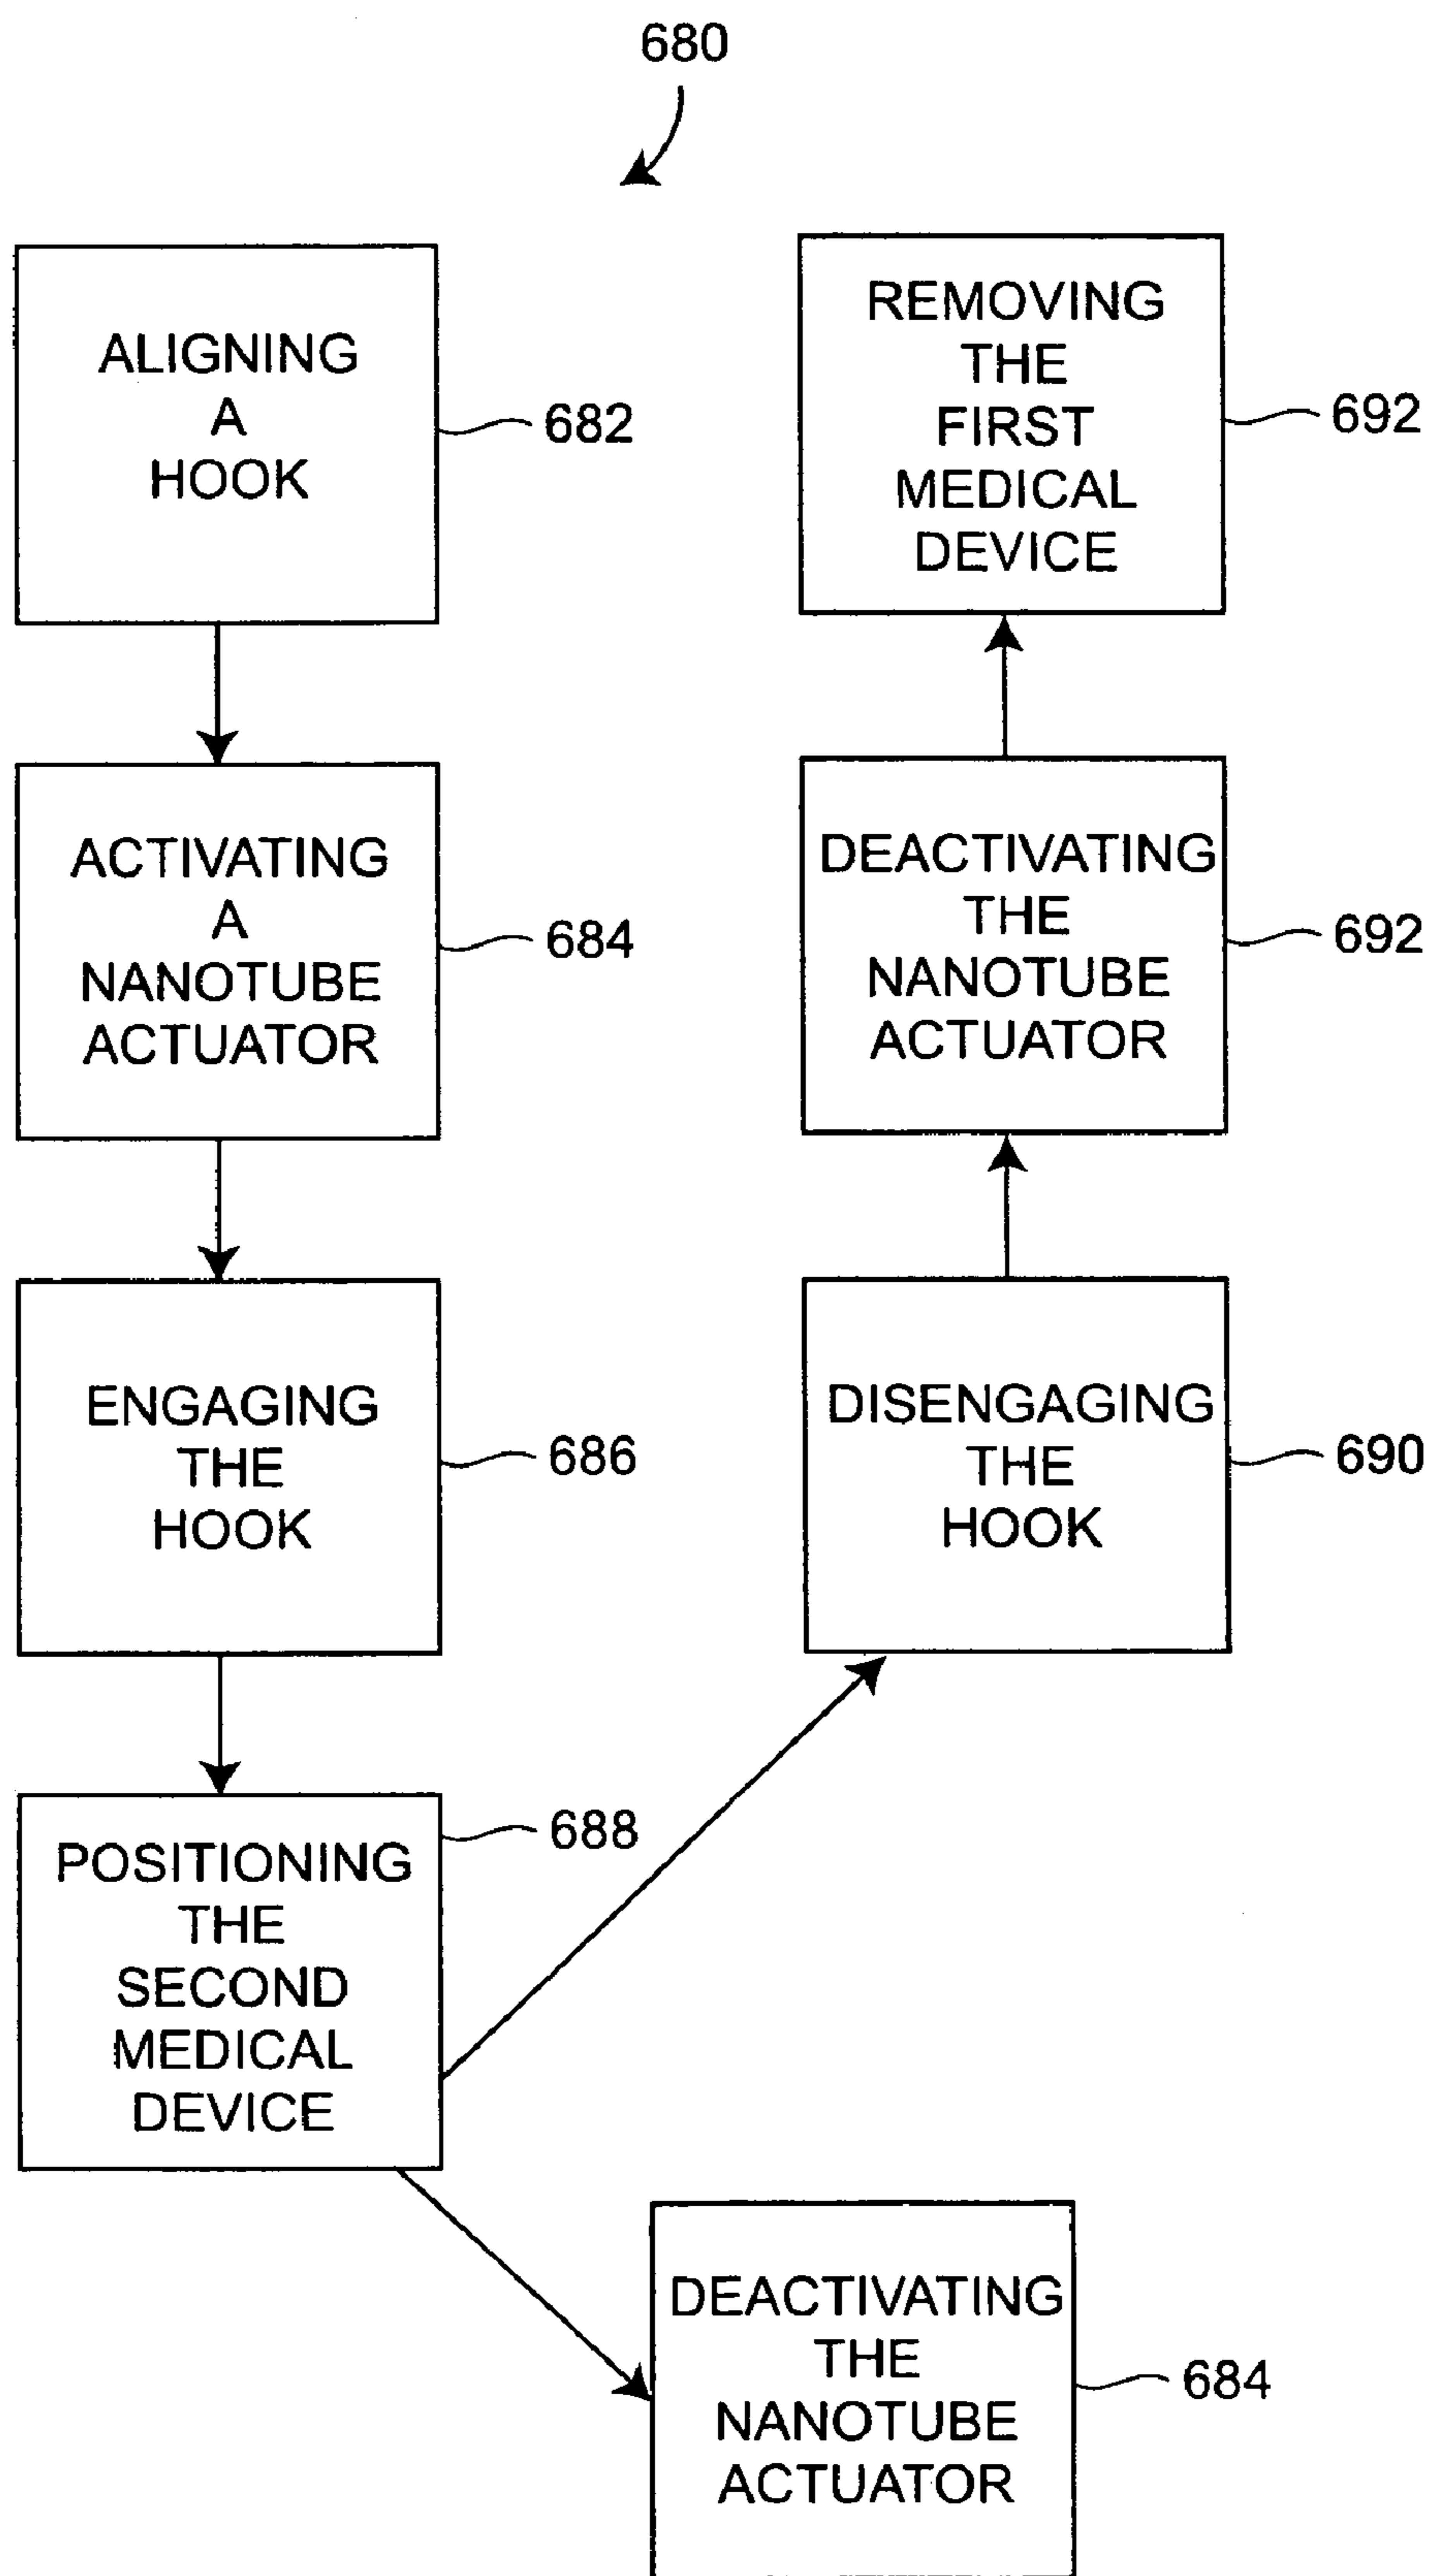 680
ALIGNING
A
HOOK
682
ACTIVATING
A
NANOTUBE
ACTUATOR
684
ENGAGING
THE
HOOK
686
POSITIONING
THE
SECOND
MEDICAL
DEVICE
688
REMOVING
THE
FIRST
MEDICAL
DEVICE
692
DEACTIVATING
THE
NANOTUBE
ACTUATOR
692
DISENGAGING
THE
HOOK
690
DEACTIVATING
THE
NANOTUBE
ACTUATOR
684